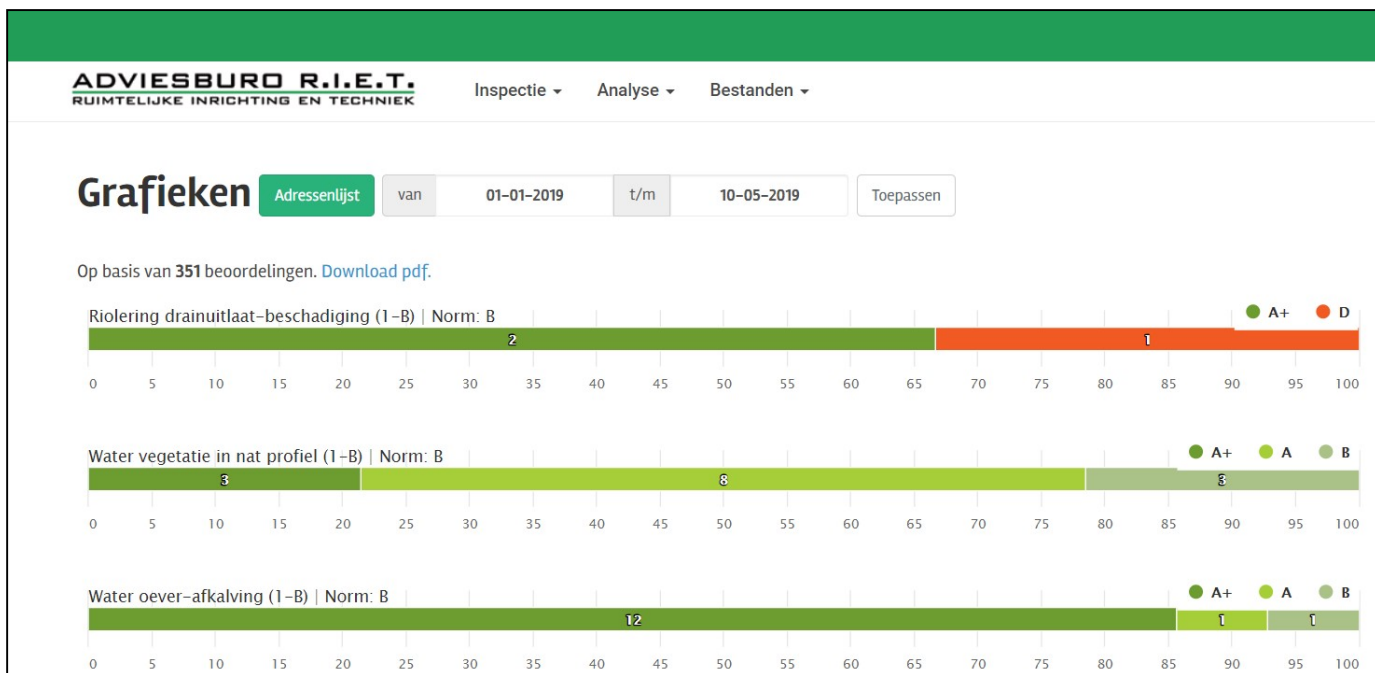 ADVIESBURO R.I.E.T.
RUIMTELIJKE INRICHTING EN TECHNIEK
Inspectie Analyse Bestanden
Grafieken Adressenlijst van 01-01-2019 t/m 10-05-2019 Toepassen
Op basis van 351 beoordelingen. Download pdf.
Riolering drainuitlaat-beschadiging (1-B) | Norm: B A+ D
2 1
0 5 10 15 20 25 30 35 40 45 50 55 60 65 70 75 80 85 90 95 100
Water vegetatie in nat profiel (1-B) | Norm: B A+ A B
3 8 3
0 5 10 15 20 25 30 35 40 45 50 55 60 65 70 75 80 85 90 95 100
Water oever-afkalving (1-B) | Norm: B A+ A B
12 1 1
0 5 10 15 20 25 30 35 40 45 50 55 60 65 70 75 80 85 90 95 100